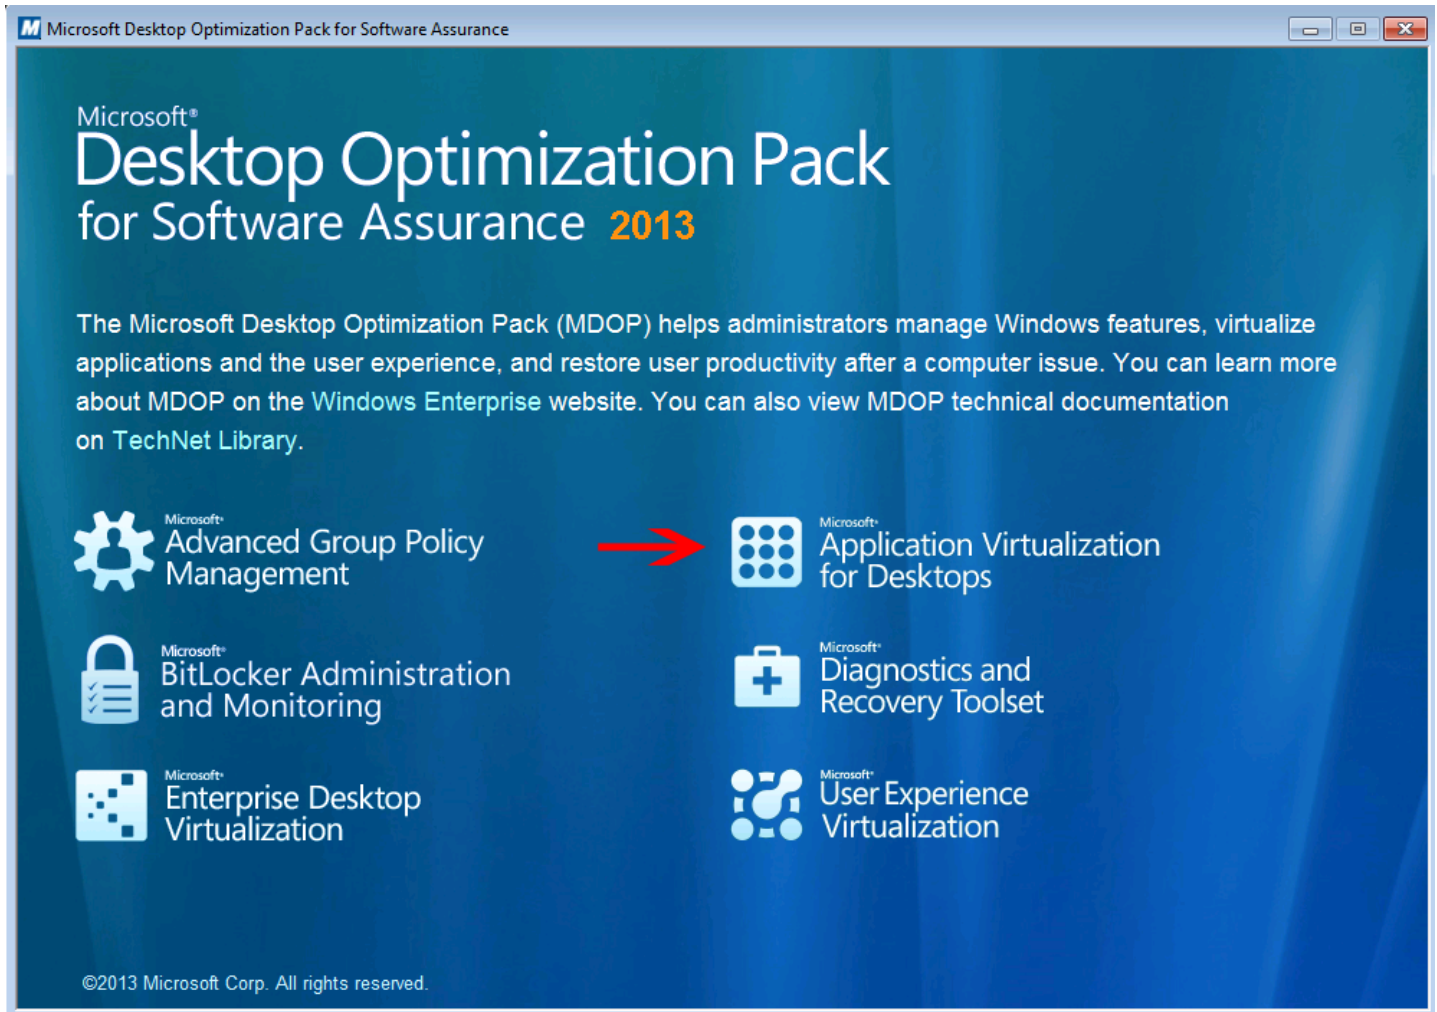 Microsoft Desktop Optimization Pack for Software Assurance
Microsoft®
Desktop Optimization Pack
for Software Assurance 2013
The Microsoft Desktop Optimization Pack (MDOP) helps administrators manage Windows features, virtualize
applications and the user experience, and restore user productivity after a computer issue. You can learn more
about MDOP on the Windows Enterprise website. You can also view MDOP technical documentation
on TechNet Library.
Microsoft®
Advanced Group Policy
Management
Microsoft®
Application Virtualization
for Desktops
Microsoft®
BitLocker Administration
and Monitoring
Microsoft®
Diagnostics and
Recovery Toolset
Microsoft®
Enterprise Desktop
Virtualization
Microsoft®
User Experience
Virtualization
©2013 Microsoft Corp. All rights reserved.